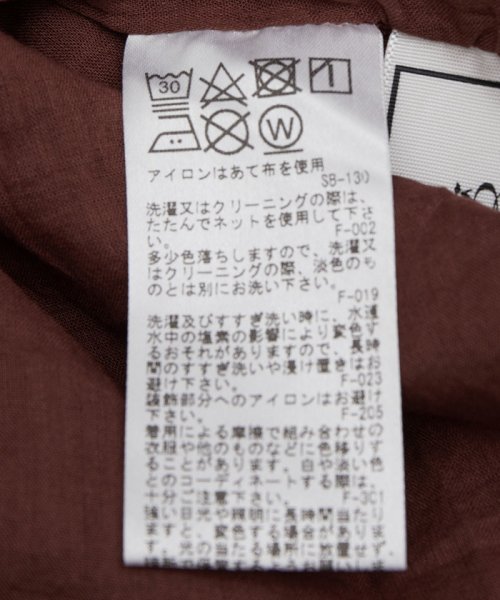 30
W
アイロンはあて布を使用
SB-130
洗濯又はクリーニングの際は、
たたんでネットを使用して下さ
い。 F-002
多少色落ちしますので、洗濯又
はクリーニングの際、淡色のも
のとは別にお洗い下さい。
F-019
洗濯及びすすぎ洗い時に、水道
水中の塩素の影響により変色す
るおそれがありますので、長時
間のすすぎ洗いや浸け置きはお
避け下さい。 F-023
装飾部分へのアイロンはお避け
下さい。 F-205
着用による摩擦で組み合わせの
衣服や他のものなどに色移りす
ることがあります。白や淡い色
とのコーディネートする際は、
十分ご注意下さい。 F-301
強い日光や照明に長時間当たり
ますと、変色する場合がありま
す。光の当たる場所に放置せず、